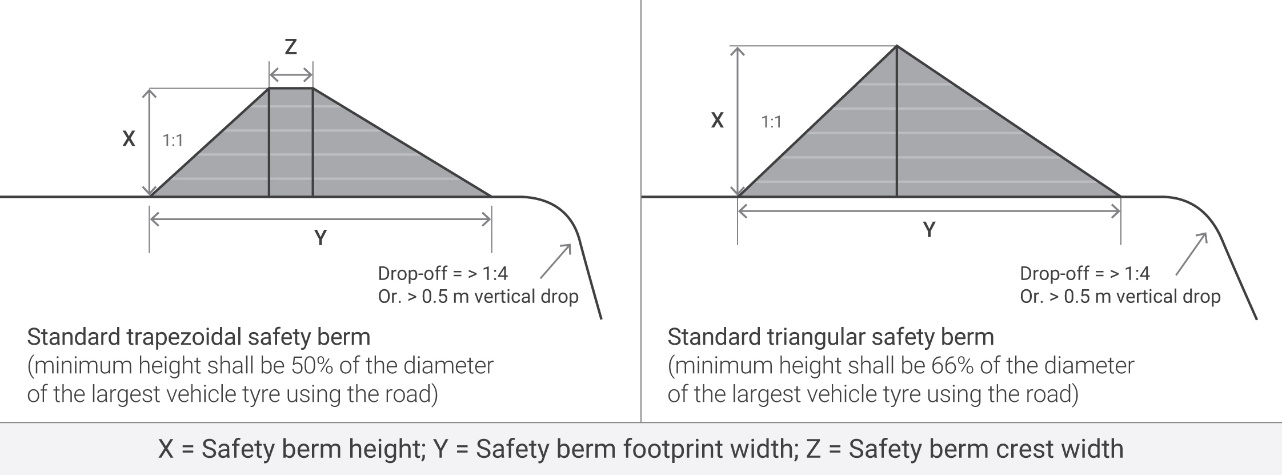 Z
X
1:1
Y
Drop-off = > 1:4
Or. > 0.5 m vertical drop
Standard trapezoidal safety berm
(minimum height shall be 50% of the diameter
of the largest vehicle tyre using the road)
X
1:1
Y
Drop-off = > 1:4
Or. > 0.5 m vertical drop
Standard triangular safety berm
(minimum height shall be 66% of the diameter
of the largest vehicle tyre using the road)
X = Safety berm height; Y = Safety berm footprint width; Z = Safety berm crest width